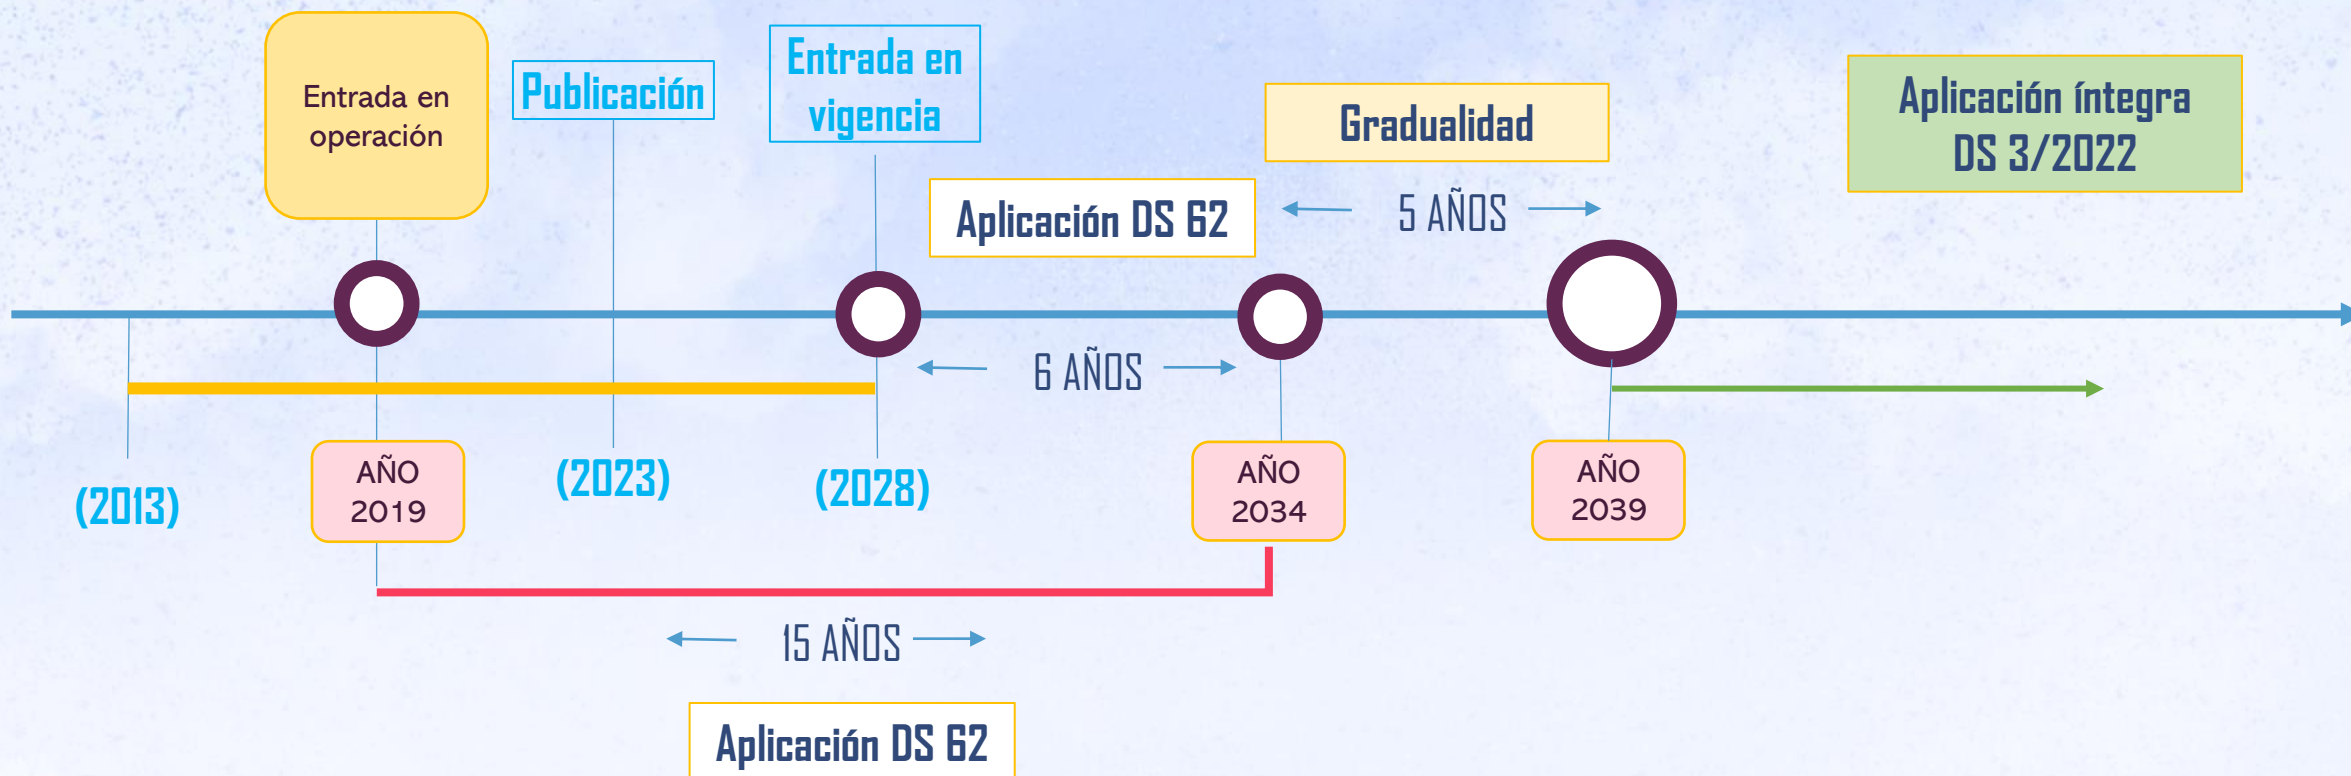 Entrada en
operación
Publicación
Entrada en
vigencia
Aplicación DS 62
Gradualidad
5 AÑOS
Aplicación íntegra
DS 3/2022
6 AÑOS
(2013)
AÑO
2019
(2023)
(2028)
AÑO
2034
AÑO
2039
15 AÑOS
Aplicación DS 62